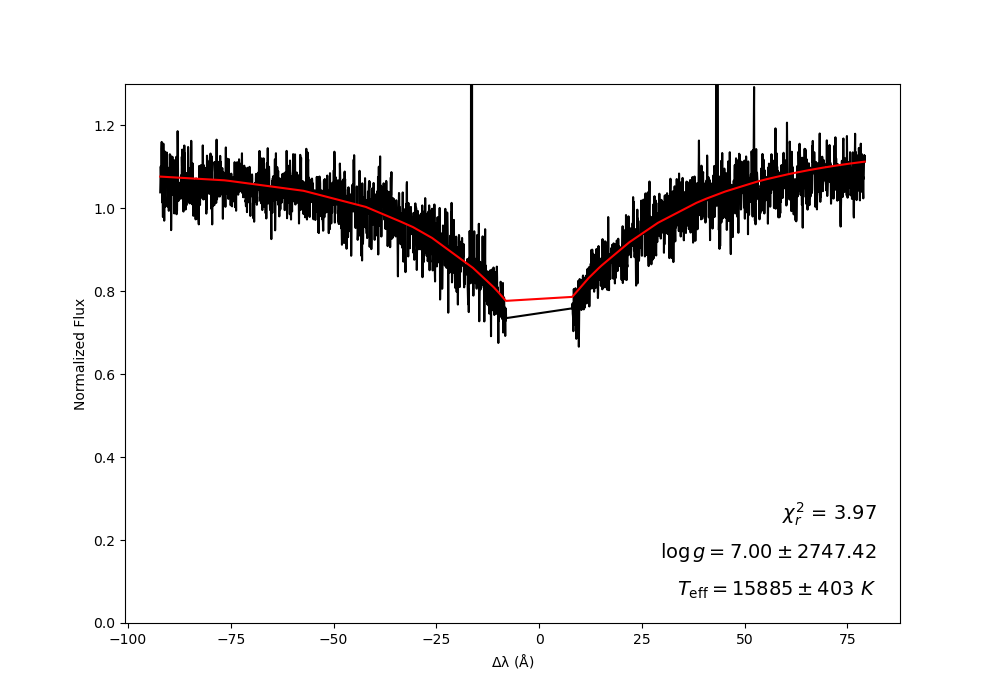 1.2
1.0
0.8
0.6
0.4
0.2
0.0
Normalized Flux
χ²ᵣ = 3.97
log g = 7.00 ± 2747.42
T_eff = 15885 ± 403 K
−100 −75 −50 −25 0 25 50 75
Δλ (Å)